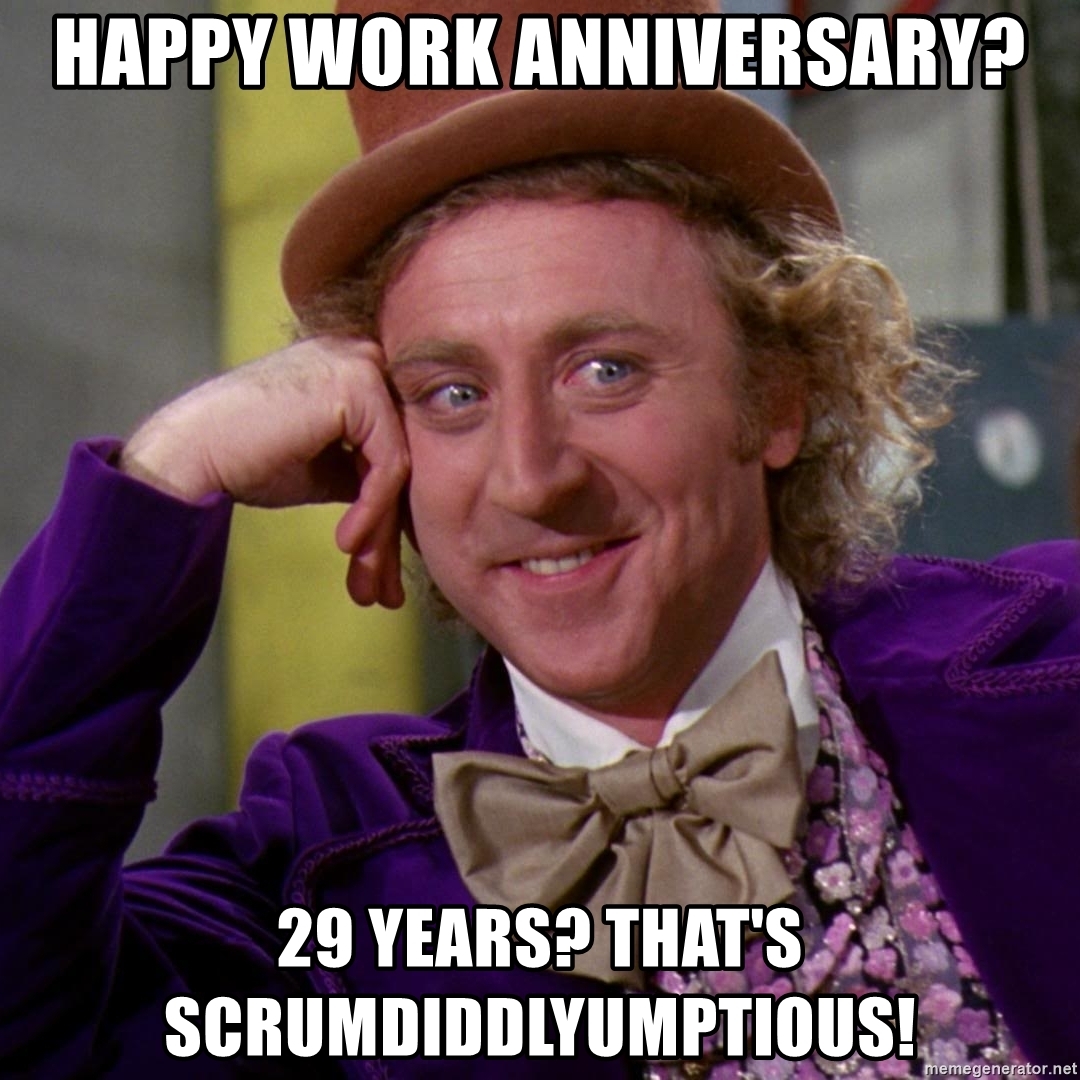 HAPPY WORK ANNIVERSARY?
29 YEARS? THAT'S
SCRUMDIDDLYUMPTIOUS!
memegenerator.net